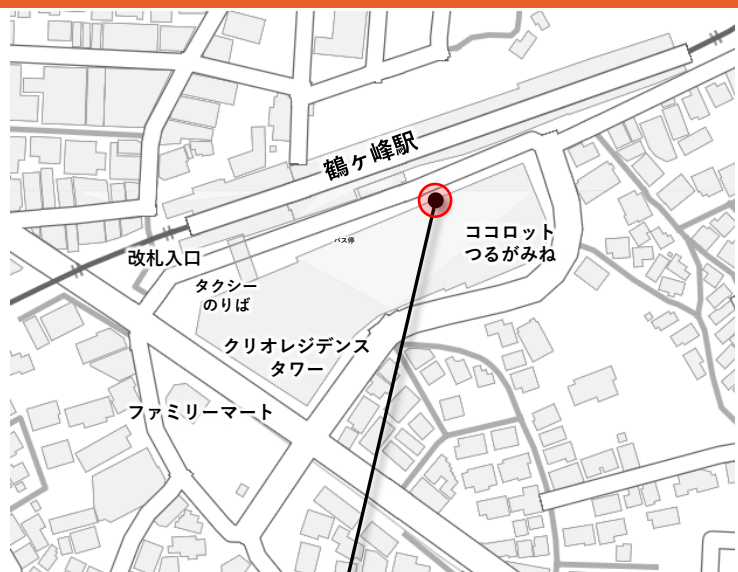 鶴ヶ峰駅
ココロット
つるがみね
バス停
改札入口
タクシー
のりば
クリオレジデンス
タワー
ファミリーマート